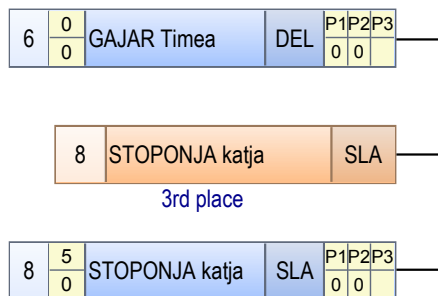 6 0 0 GAJAR Timea DEL P1 P2 P3 0 0
8 STOPONJA katja SLA
3rd place
8 5 0 STOPONJA katja SLA P1 P2 P3 0 0